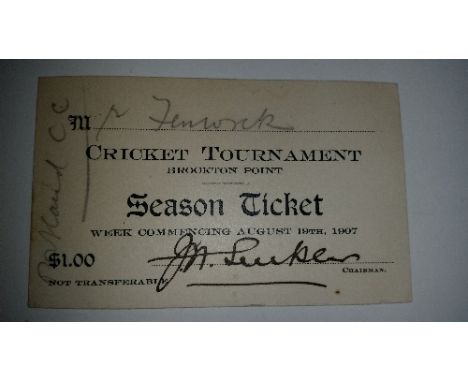 Mr Fenwick
CRICKET TOURNAMENT
BROCKTON POINT
Season Ticket
WEEK COMMENCING AUGUST 19TH, 1907
$1.00
CHAIRMAN.
NOT TRANSFERABLE
C C